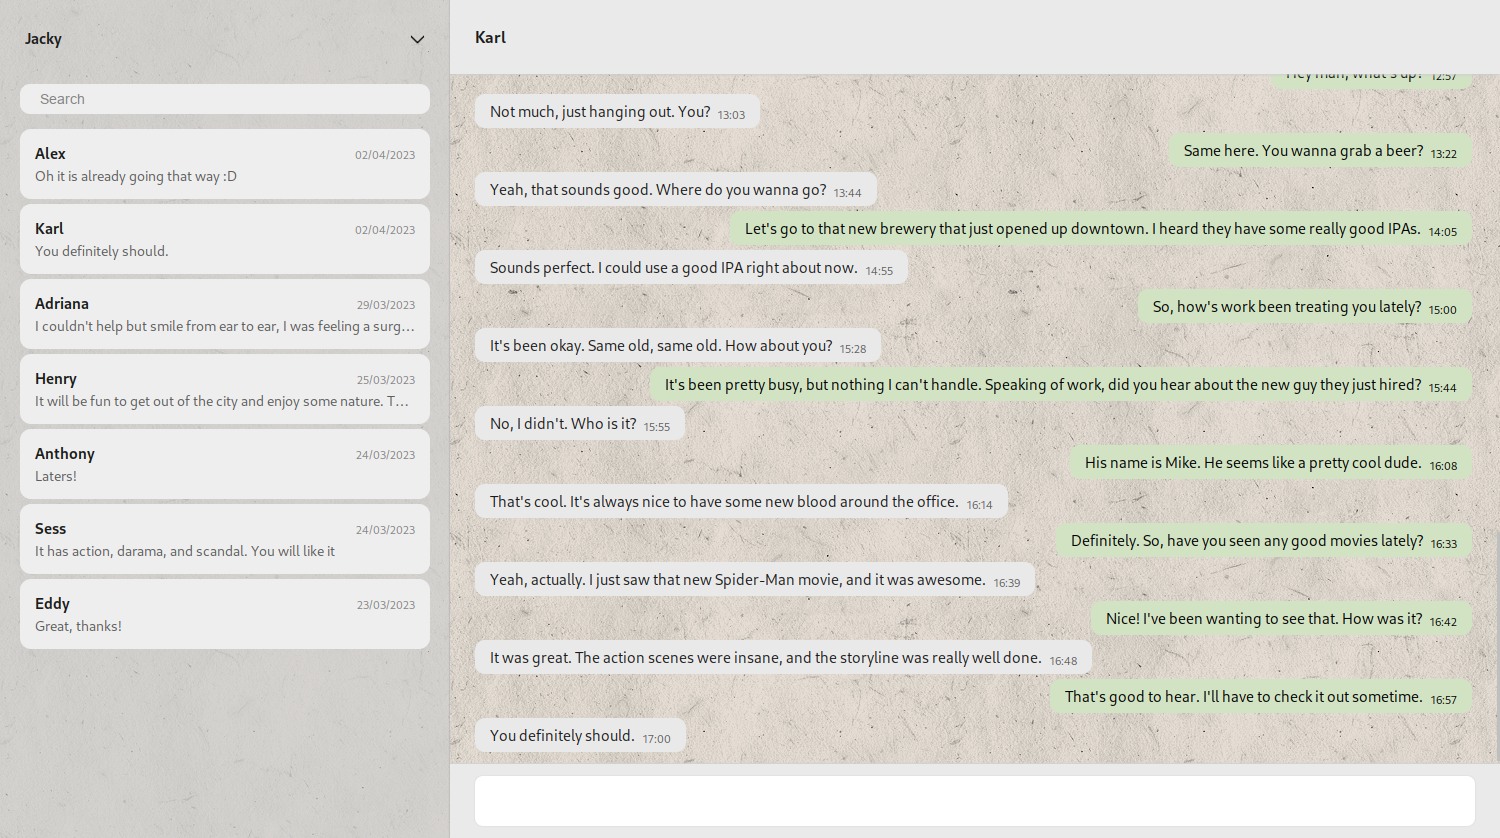 Jacky
Search
Alex 02/04/2023
Oh it is already going that way :D
Karl 02/04/2023
You definitely should.
Adriana 29/03/2023
I couldn't help but smile from ear to ear, I was feeling a surg…
Henry 25/03/2023
It will be fun to get out of the city and enjoy some nature. T…
Anthony 24/03/2023
Laters!
Sess 24/03/2023
It has action, darama, and scandal. You will like it
Eddy 23/03/2023
Great, thanks!
Karl
Hey man, what's up? 12:57
Not much, just hanging out. You? 13:03
Same here. You wanna grab a beer? 13:22
Yeah, that sounds good. Where do you wanna go? 13:44
Let's go to that new brewery that just opened up downtown. I heard they have some really good IPAs. 14:05
Sounds perfect. I could use a good IPA right about now. 14:55
So, how's work been treating you lately? 15:00
It's been okay. Same old, same old. How about you? 15:28
It's been pretty busy, but nothing I can't handle. Speaking of work, did you hear about the new guy they just hired? 15:44
No, I didn't. Who is it? 15:55
His name is Mike. He seems like a pretty cool dude. 16:08
That's cool. It's always nice to have some new blood around the office. 16:14
Definitely. So, have you seen any good movies lately? 16:33
Yeah, actually. I just saw that new Spider-Man movie, and it was awesome. 16:39
Nice! I've been wanting to see that. How was it? 16:42
It was great. The action scenes were insane, and the storyline was really well done. 16:48
That's good to hear. I'll have to check it out sometime. 16:57
You definitely should. 17:00